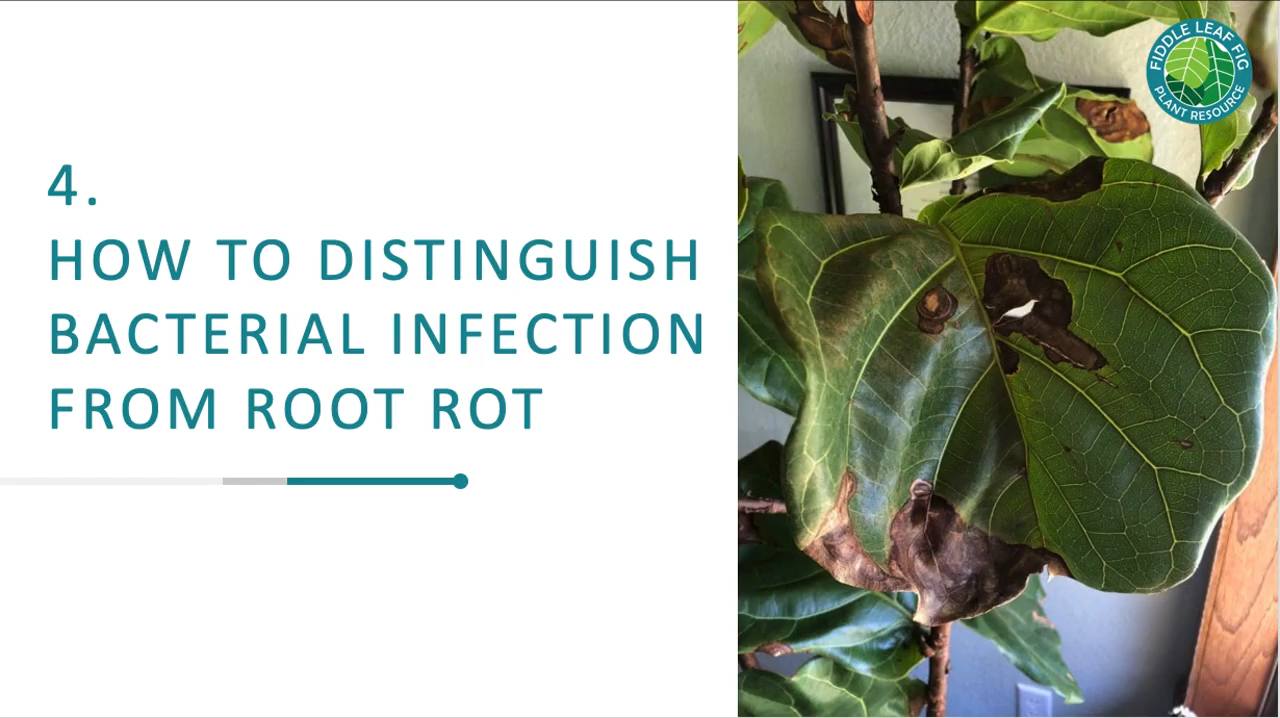 4.
HOW TO DISTINGUISH
BACTERIAL INFECTION
FROM ROOT ROT
FIDDLE LEAF FIG
PLANT RESOURCE